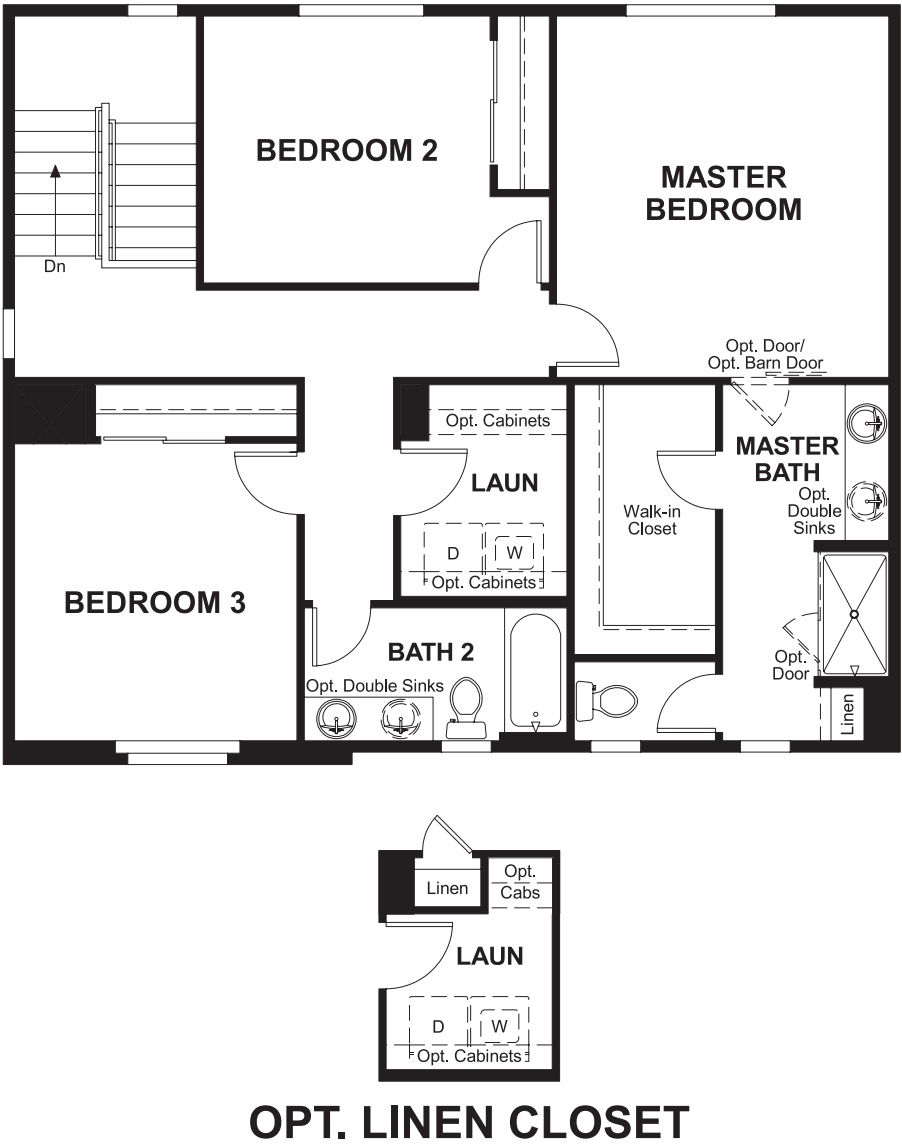 BEDROOM 2
MASTER
BEDROOM
Dn
Opt. Door/
Opt. Barn Door
Opt. Cabinets
MASTER
BATH
LAUN
Opt.
Double
Sinks
Walk-in
Closet
D
W
Opt. Cabinets
BEDROOM 3
BATH 2
Opt.
Door
Opt. Double Sinks
Linen
Opt.
Cabs
Linen
LAUN
D
W
Opt. Cabinets
OPT. LINEN CLOSET